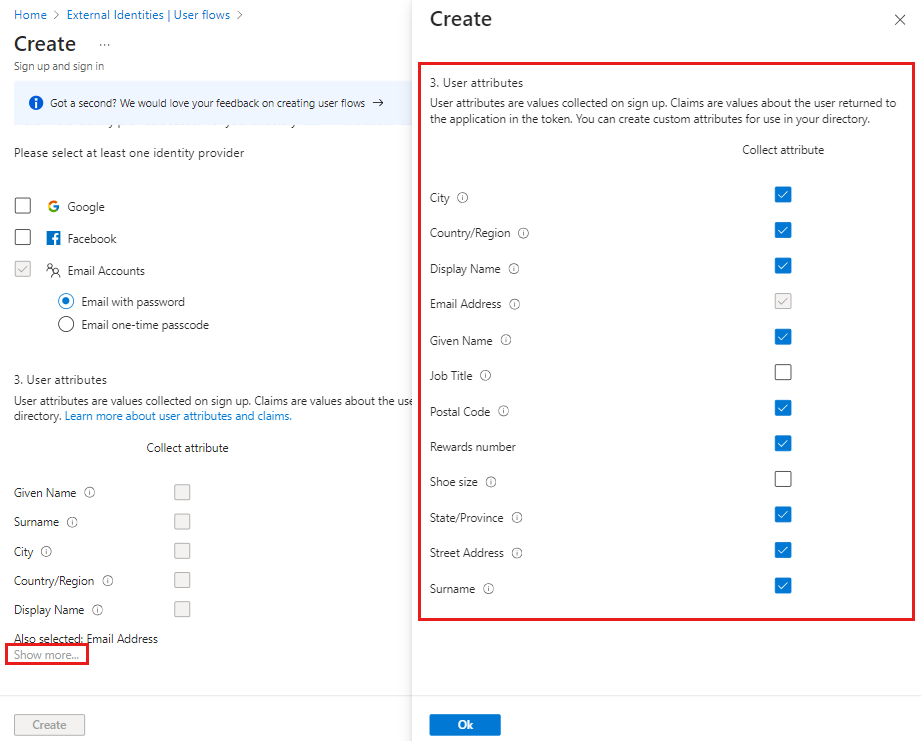 Home > External Identities | User flows >
Create ...
Sign up and sign in
Got a second? We would love your feedback on creating user flows →
Please select at least one identity provider
Google
Facebook
Email Accounts
Email with password
Email one-time passcode
3. User attributes
User attributes are values collected on sign up. Claims are values about the use
directory. Learn more about user attributes and claims.
Collect attribute
Given Name
Surname
City
Country/Region
Display Name
Also selected: Email Address
Show more...
Create
Create
3. User attributes
User attributes are values collected on sign up. Claims are values about the user returned to
the application in the token. You can create custom attributes for use in your directory.
Collect attribute
City
Country/Region
Display Name
Email Address
Given Name
Job Title
Postal Code
Rewards number
Shoe size
State/Province
Street Address
Surname
Ok